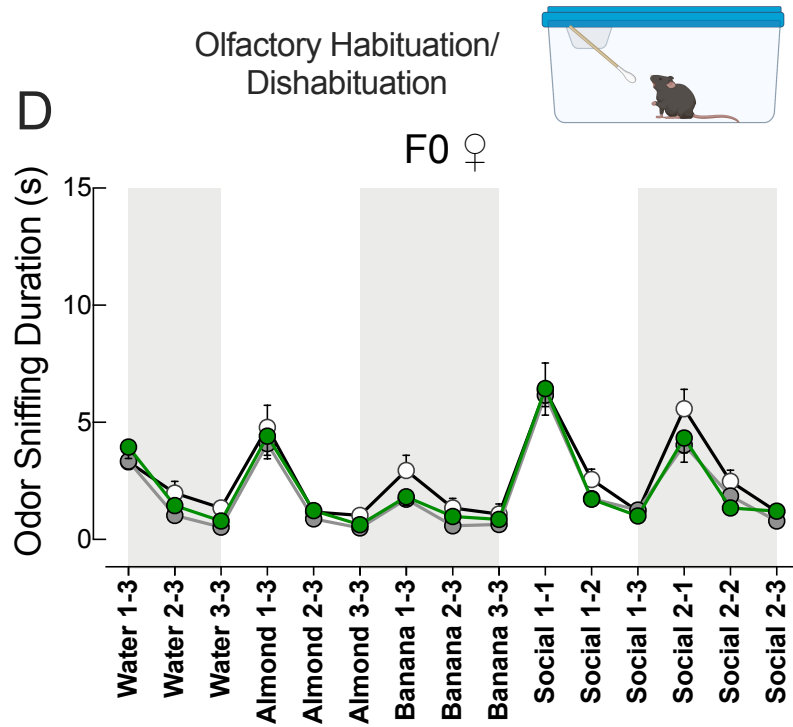 Olfactory Habituation/
Dishabituation
D
F0 ♀
Odor Sniffing Duration (s)
15
10
5
0
Water 1-3
Water 2-3
Water 3-3
Almond 1-3
Almond 2-3
Almond 3-3
Banana 1-3
Banana 2-3
Banana 3-3
Social 1-1
Social 1-2
Social 1-3
Social 2-1
Social 2-2
Social 2-3